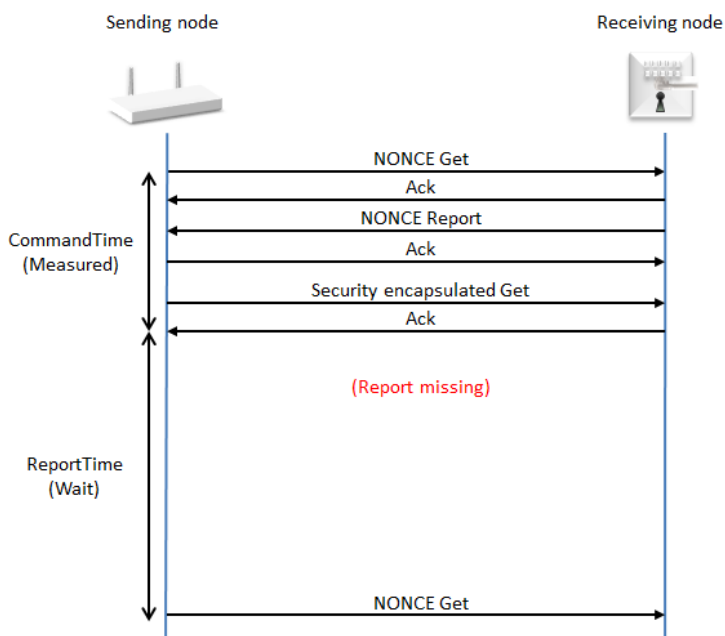 Sending node
Receiving node
NONCE Get
Ack
NONCE Report
CommandTime
(Measured)
Ack
Security encapsulated Get
Ack
(Report missing)
ReportTime
(Wait)
NONCE Get